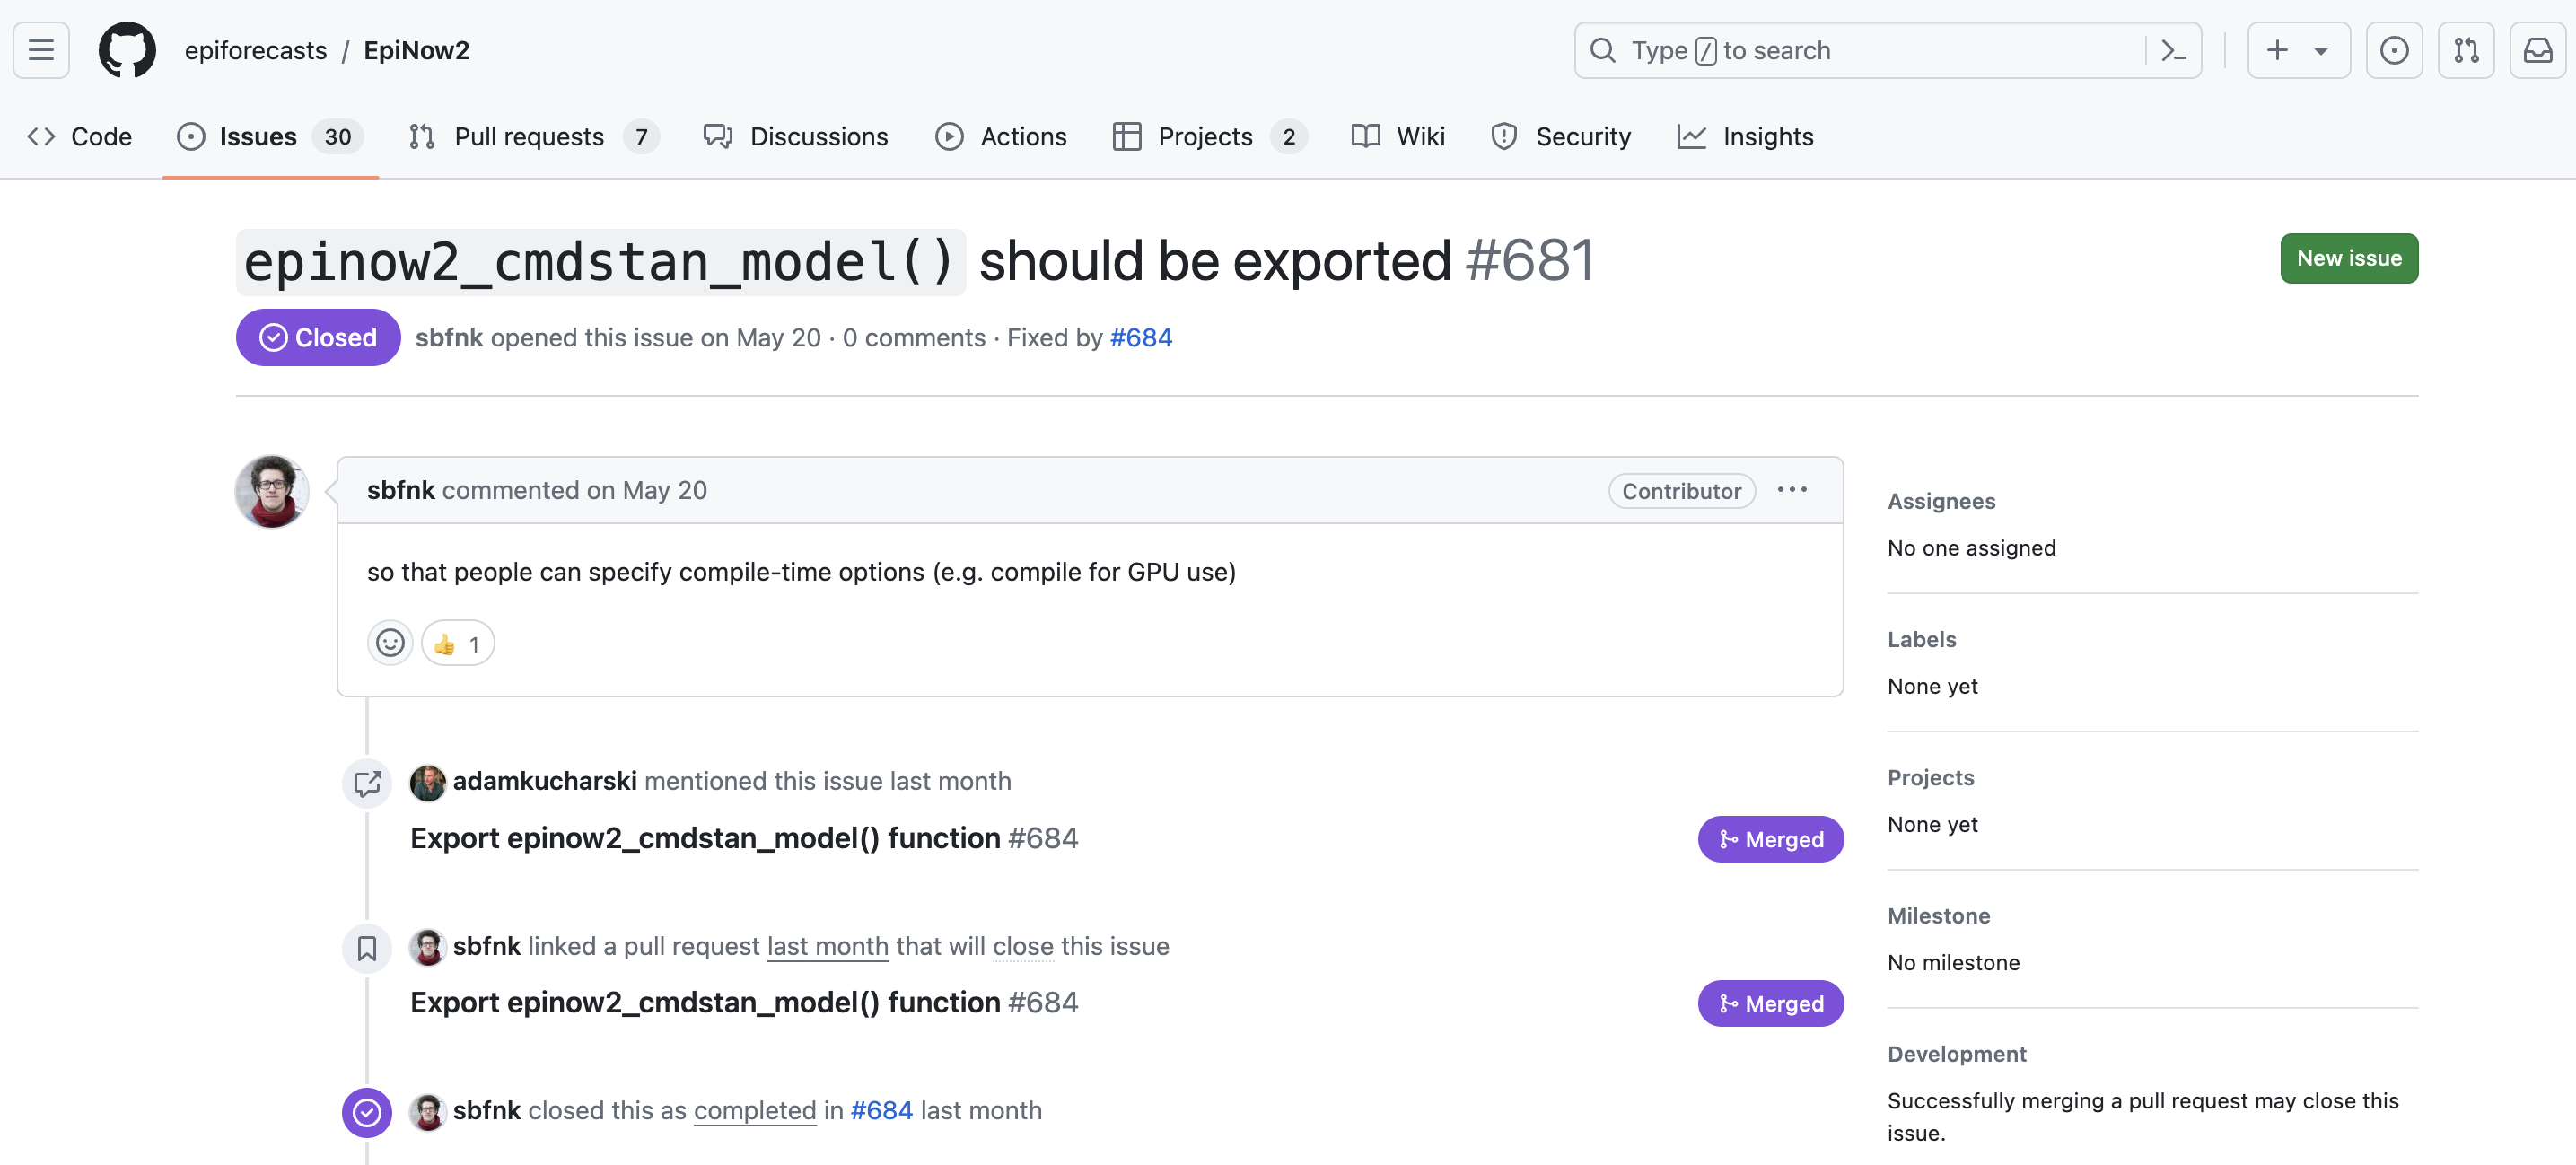 epiforecasts / EpiNow2
Type / to search
Code Issues 30 Pull requests 7 Discussions Actions Projects 2 Wiki Security Insights
epinow2_cmdstan_model() should be exported #681
New issue
Closed sbfnk opened this issue on May 20 · 0 comments · Fixed by #684
sbfnk commented on May 20
Contributor
so that people can specify compile-time options (e.g. compile for GPU use)
👍 1
adamkucharski mentioned this issue last month
Export epinow2_cmdstan_model() function #684
Merged
sbfnk linked a pull request last month that will close this issue
Export epinow2_cmdstan_model() function #684
Merged
sbfnk closed this as completed in #684 last month
Assignees
No one assigned
Labels
None yet
Projects
None yet
Milestone
No milestone
Development
Successfully merging a pull request may close this
issue.